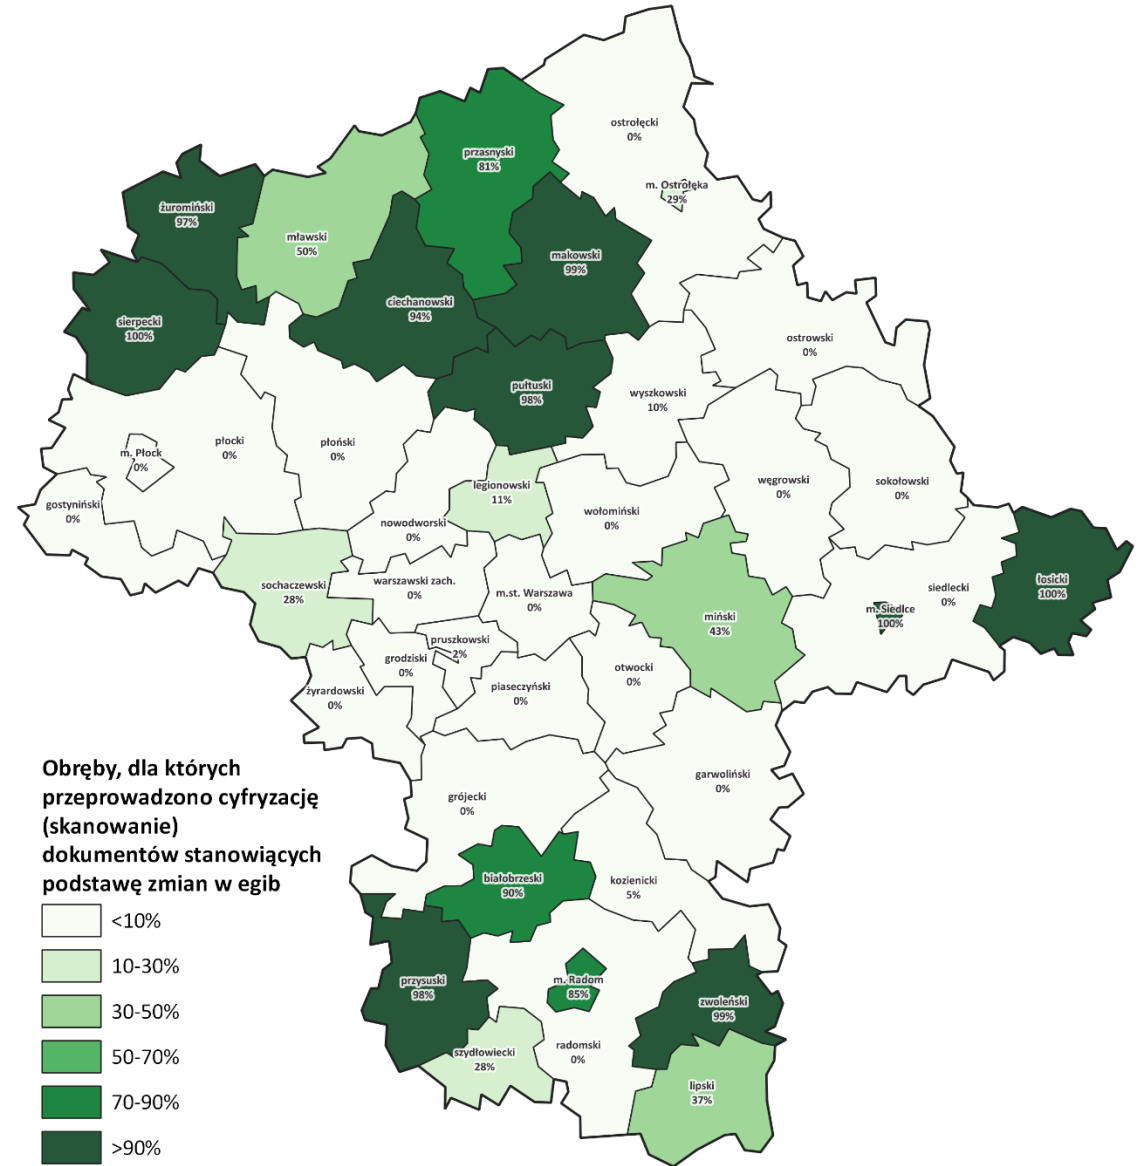 ostrołęcki
0%
przasnyski
81%
m. Ostrołęka
29%
żuromiński
97%
mławski
50%
makowski
99%
ciechanowski
94%
sierpecki
100%
ostrowski
0%
pułtuski
98%
wyszkowski
10%
płocki
0%
płoński
0%
m. Płock
0%
węgrowski
0%
sokołowski
0%
legionowski
11%
gostyniński
0%
wołomiński
0%
nowodworski
0%
sochaczewski
28%
warszawski zach.
0%
m.st. Warszawa
0%
łosicki
100%
siedlecki
0%
m. Siedlce
100%
miński
43%
pruszkowski
2%
grodziski
0%
otwocki
0%
żyrardowski
0%
piaseczyński
0%
garwoliński
0%
grójecki
0%
białobrzeski
90%
kozienicki
5%
przysuski
98%
m. Radom
85%
zwoleński
99%
radomski
0%
szydłowiecki
28%
lipski
37%
Obręby, dla których
przeprowadzono cyfryzację
(skanowanie)
dokumentów stanowiących
podstawę zmian w egib
<10%
10-30%
30-50%
50-70%
70-90%
>90%